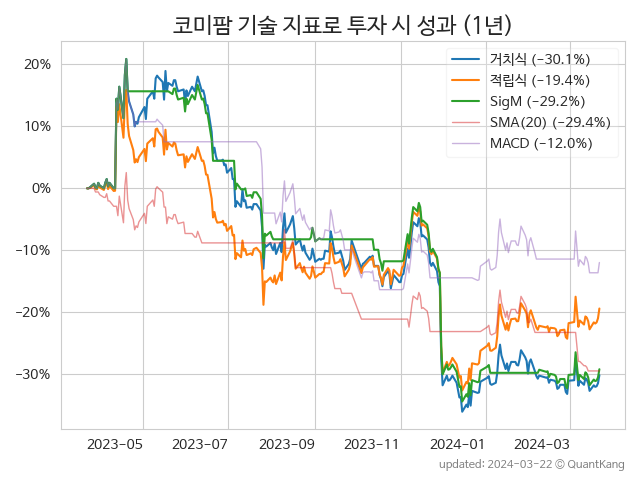 코미팜 기술 지표로 투자 시 성과 (1년)
거치식 (−30.1%)
적립식 (−19.4%)
SigM (−29.2%)
SMA(20) (−29.4%)
MACD (−12.0%)
20%
10%
0%
−10%
−20%
−30%
2023-05
2023-07
2023-09
2023-11
2024-01
2024-03
updated: 2024-03-22 © QuantKang